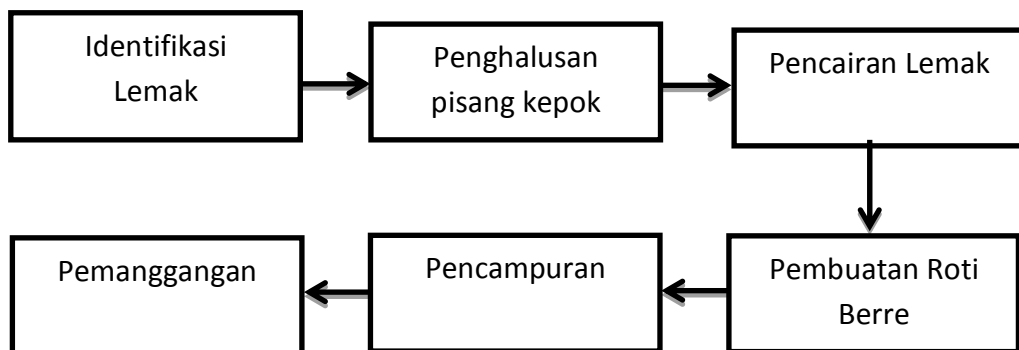 Identifikasi
Lemak
Penghalusan
pisang kepok
Pencairan Lemak
Pembuatan Roti
Berre
Pencampuran
Pemanggangan